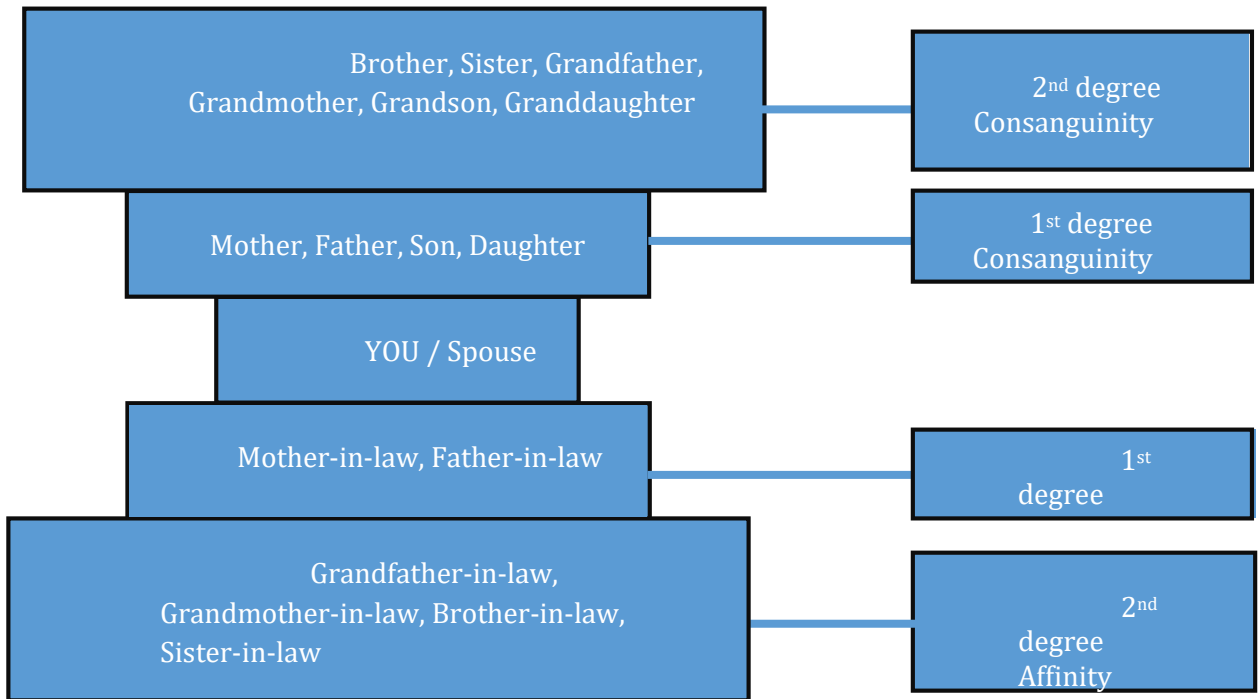 Brother, Sister, Grandfather,
Grandmother, Grandson, Granddaughter
2nd degree
Consanguinity
Mother, Father, Son, Daughter
1st degree
Consanguinity
YOU / Spouse
Mother-in-law, Father-in-law
1st
degree
Grandfather-in-law,
Grandmother-in-law, Brother-in-law,
Sister-in-law
2nd
degree
Affinity